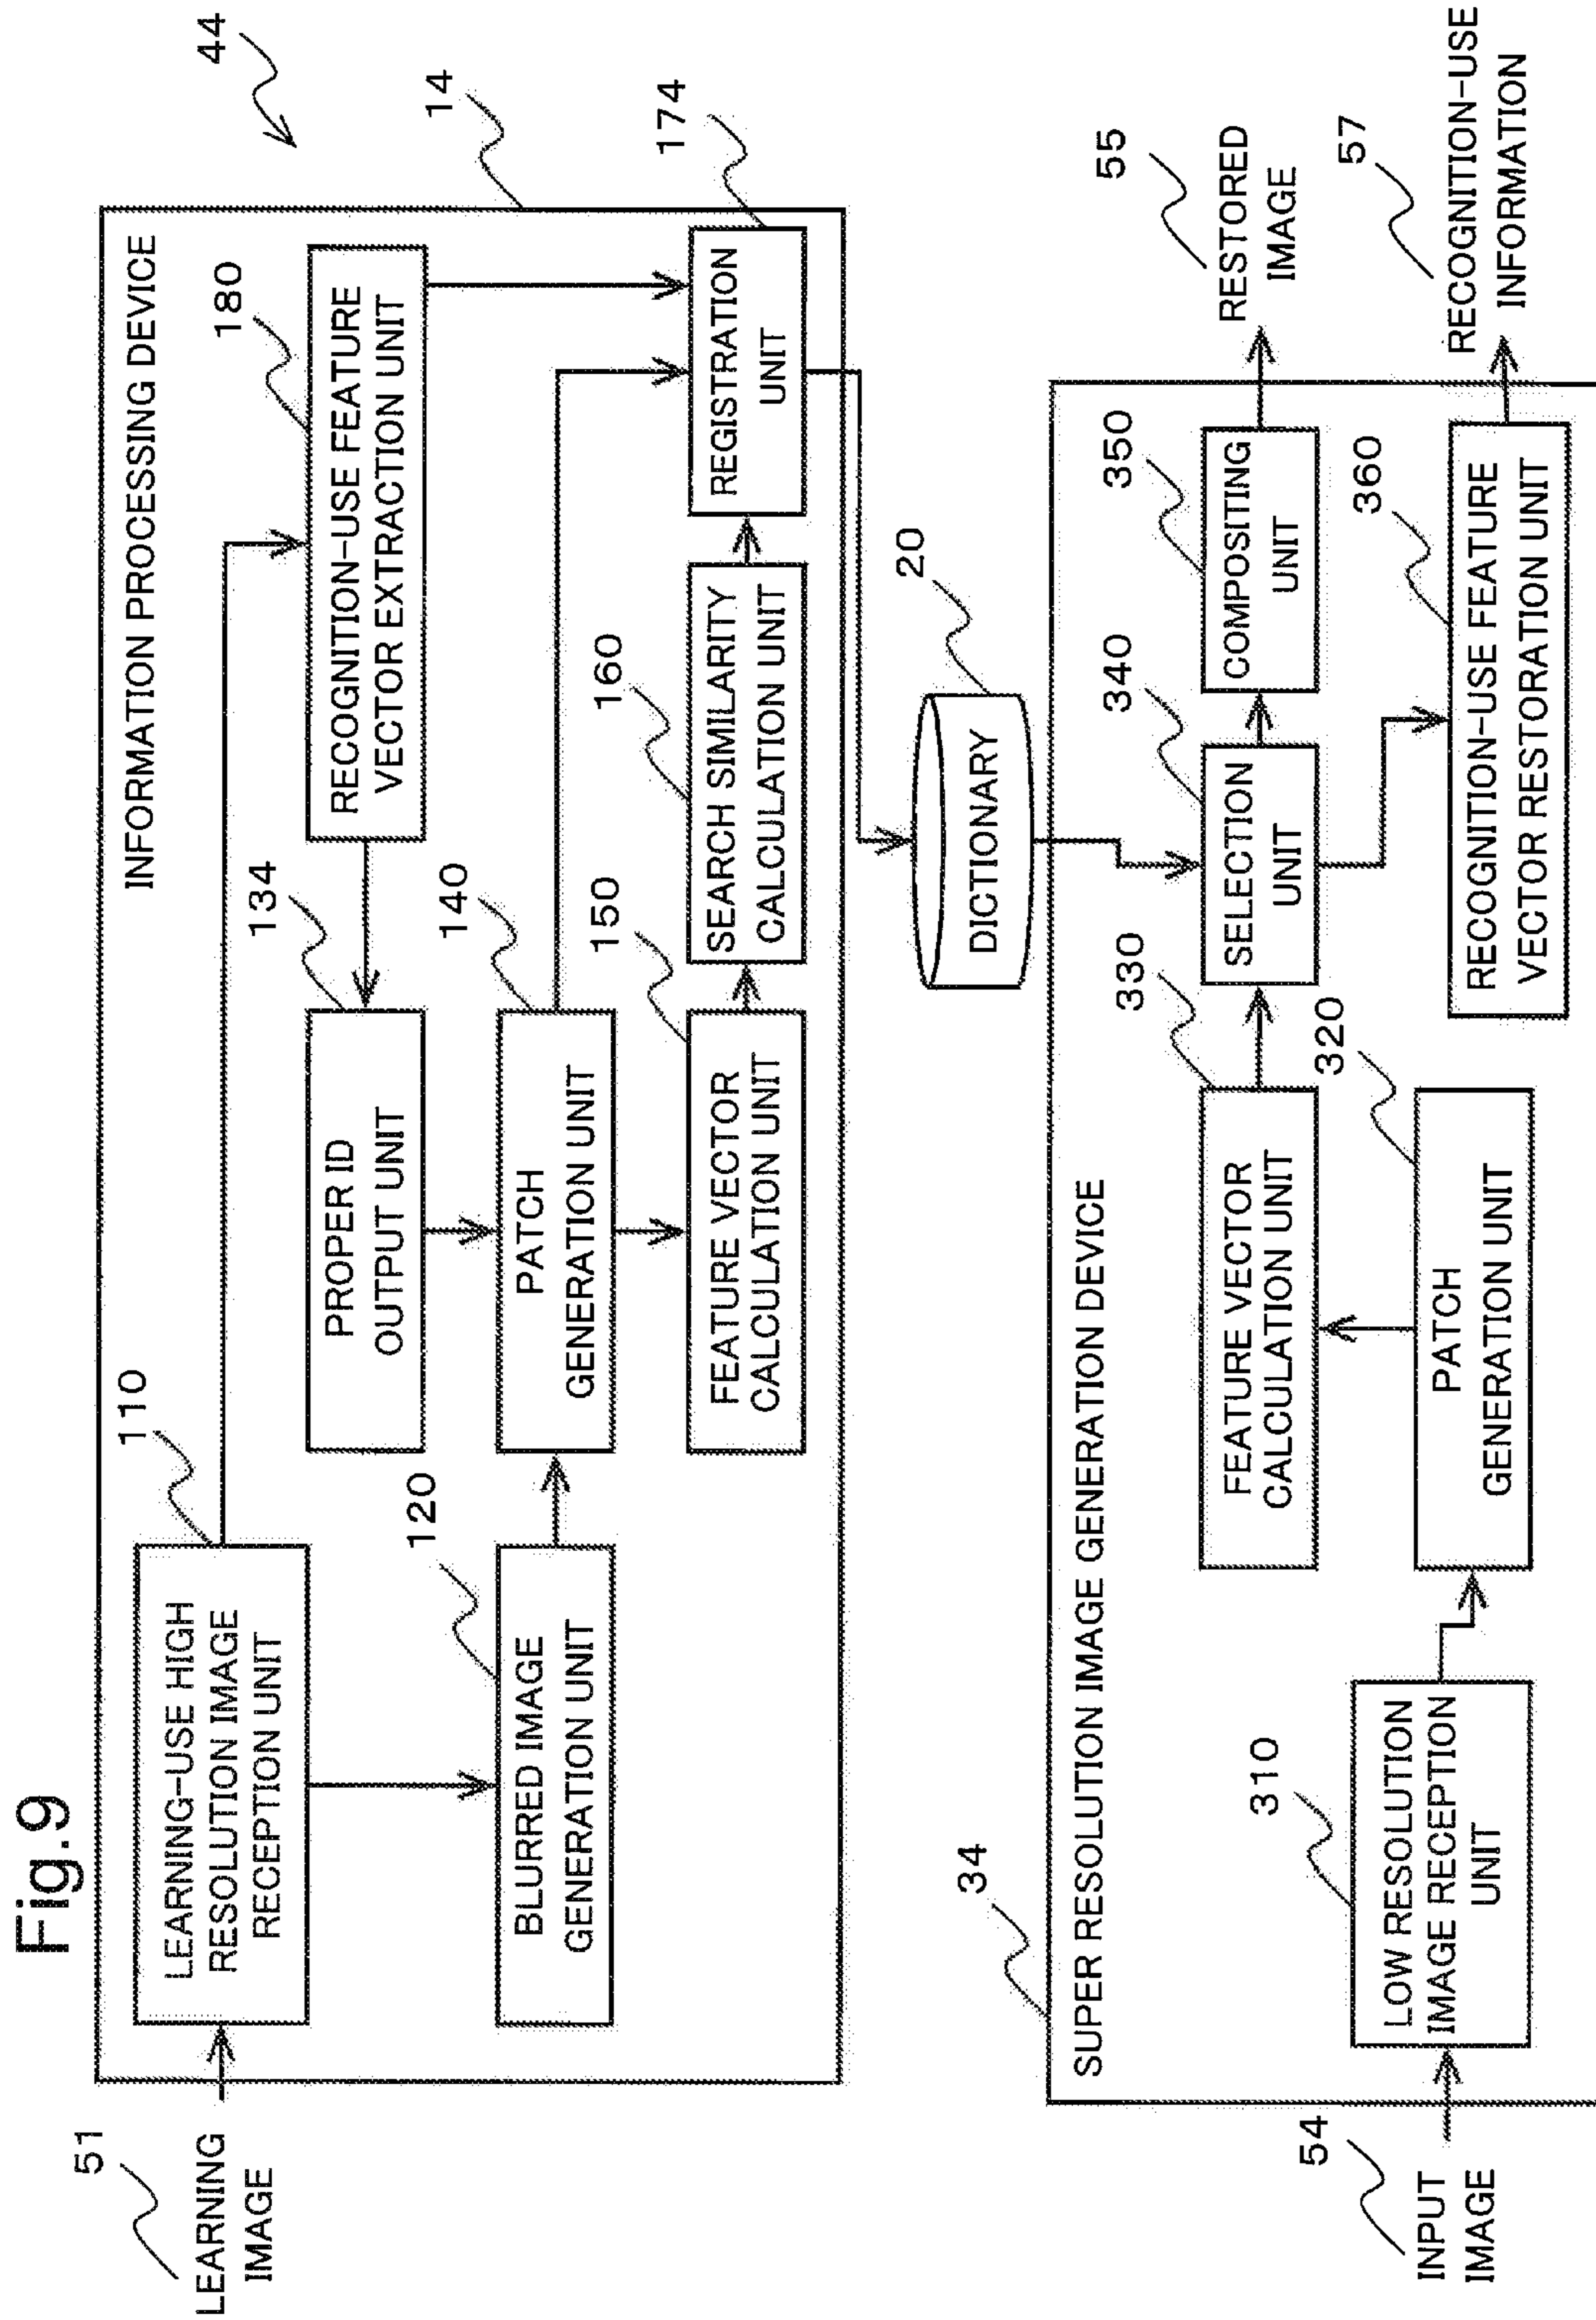 Fig.9
44
INFORMATION PROCESSING DEVICE
14
51
LEARNING
IMAGE
110
LEARNING-USE HIGH
RESOLUTION IMAGE
RECEPTION UNIT
180
RECOGNITION-USE FEATURE
VECTOR EXTRACTION UNIT
134
PROPER ID
OUTPUT UNIT
120
BLURRED IMAGE
GENERATION UNIT
140
PATCH
GENERATION UNIT
150
FEATURE VECTOR
CALCULATION UNIT
160
SEARCH SIMILARITY
CALCULATION UNIT
174
REGISTRATION
UNIT
20
DICTIONARY
34
SUPER RESOLUTION IMAGE GENERATION DEVICE
54
INPUT
IMAGE
310
LOW RESOLUTION
IMAGE RECEPTION
UNIT
320
PATCH
GENERATION UNIT
330
FEATURE VECTOR
CALCULATION UNIT
340
SELECTION
UNIT
350
COMPOSITING
UNIT
55
RESTORED
IMAGE
360
RECOGNITION-USE FEATURE
VECTOR RESTORATION UNIT
57
RECOGNITION-USE
INFORMATION